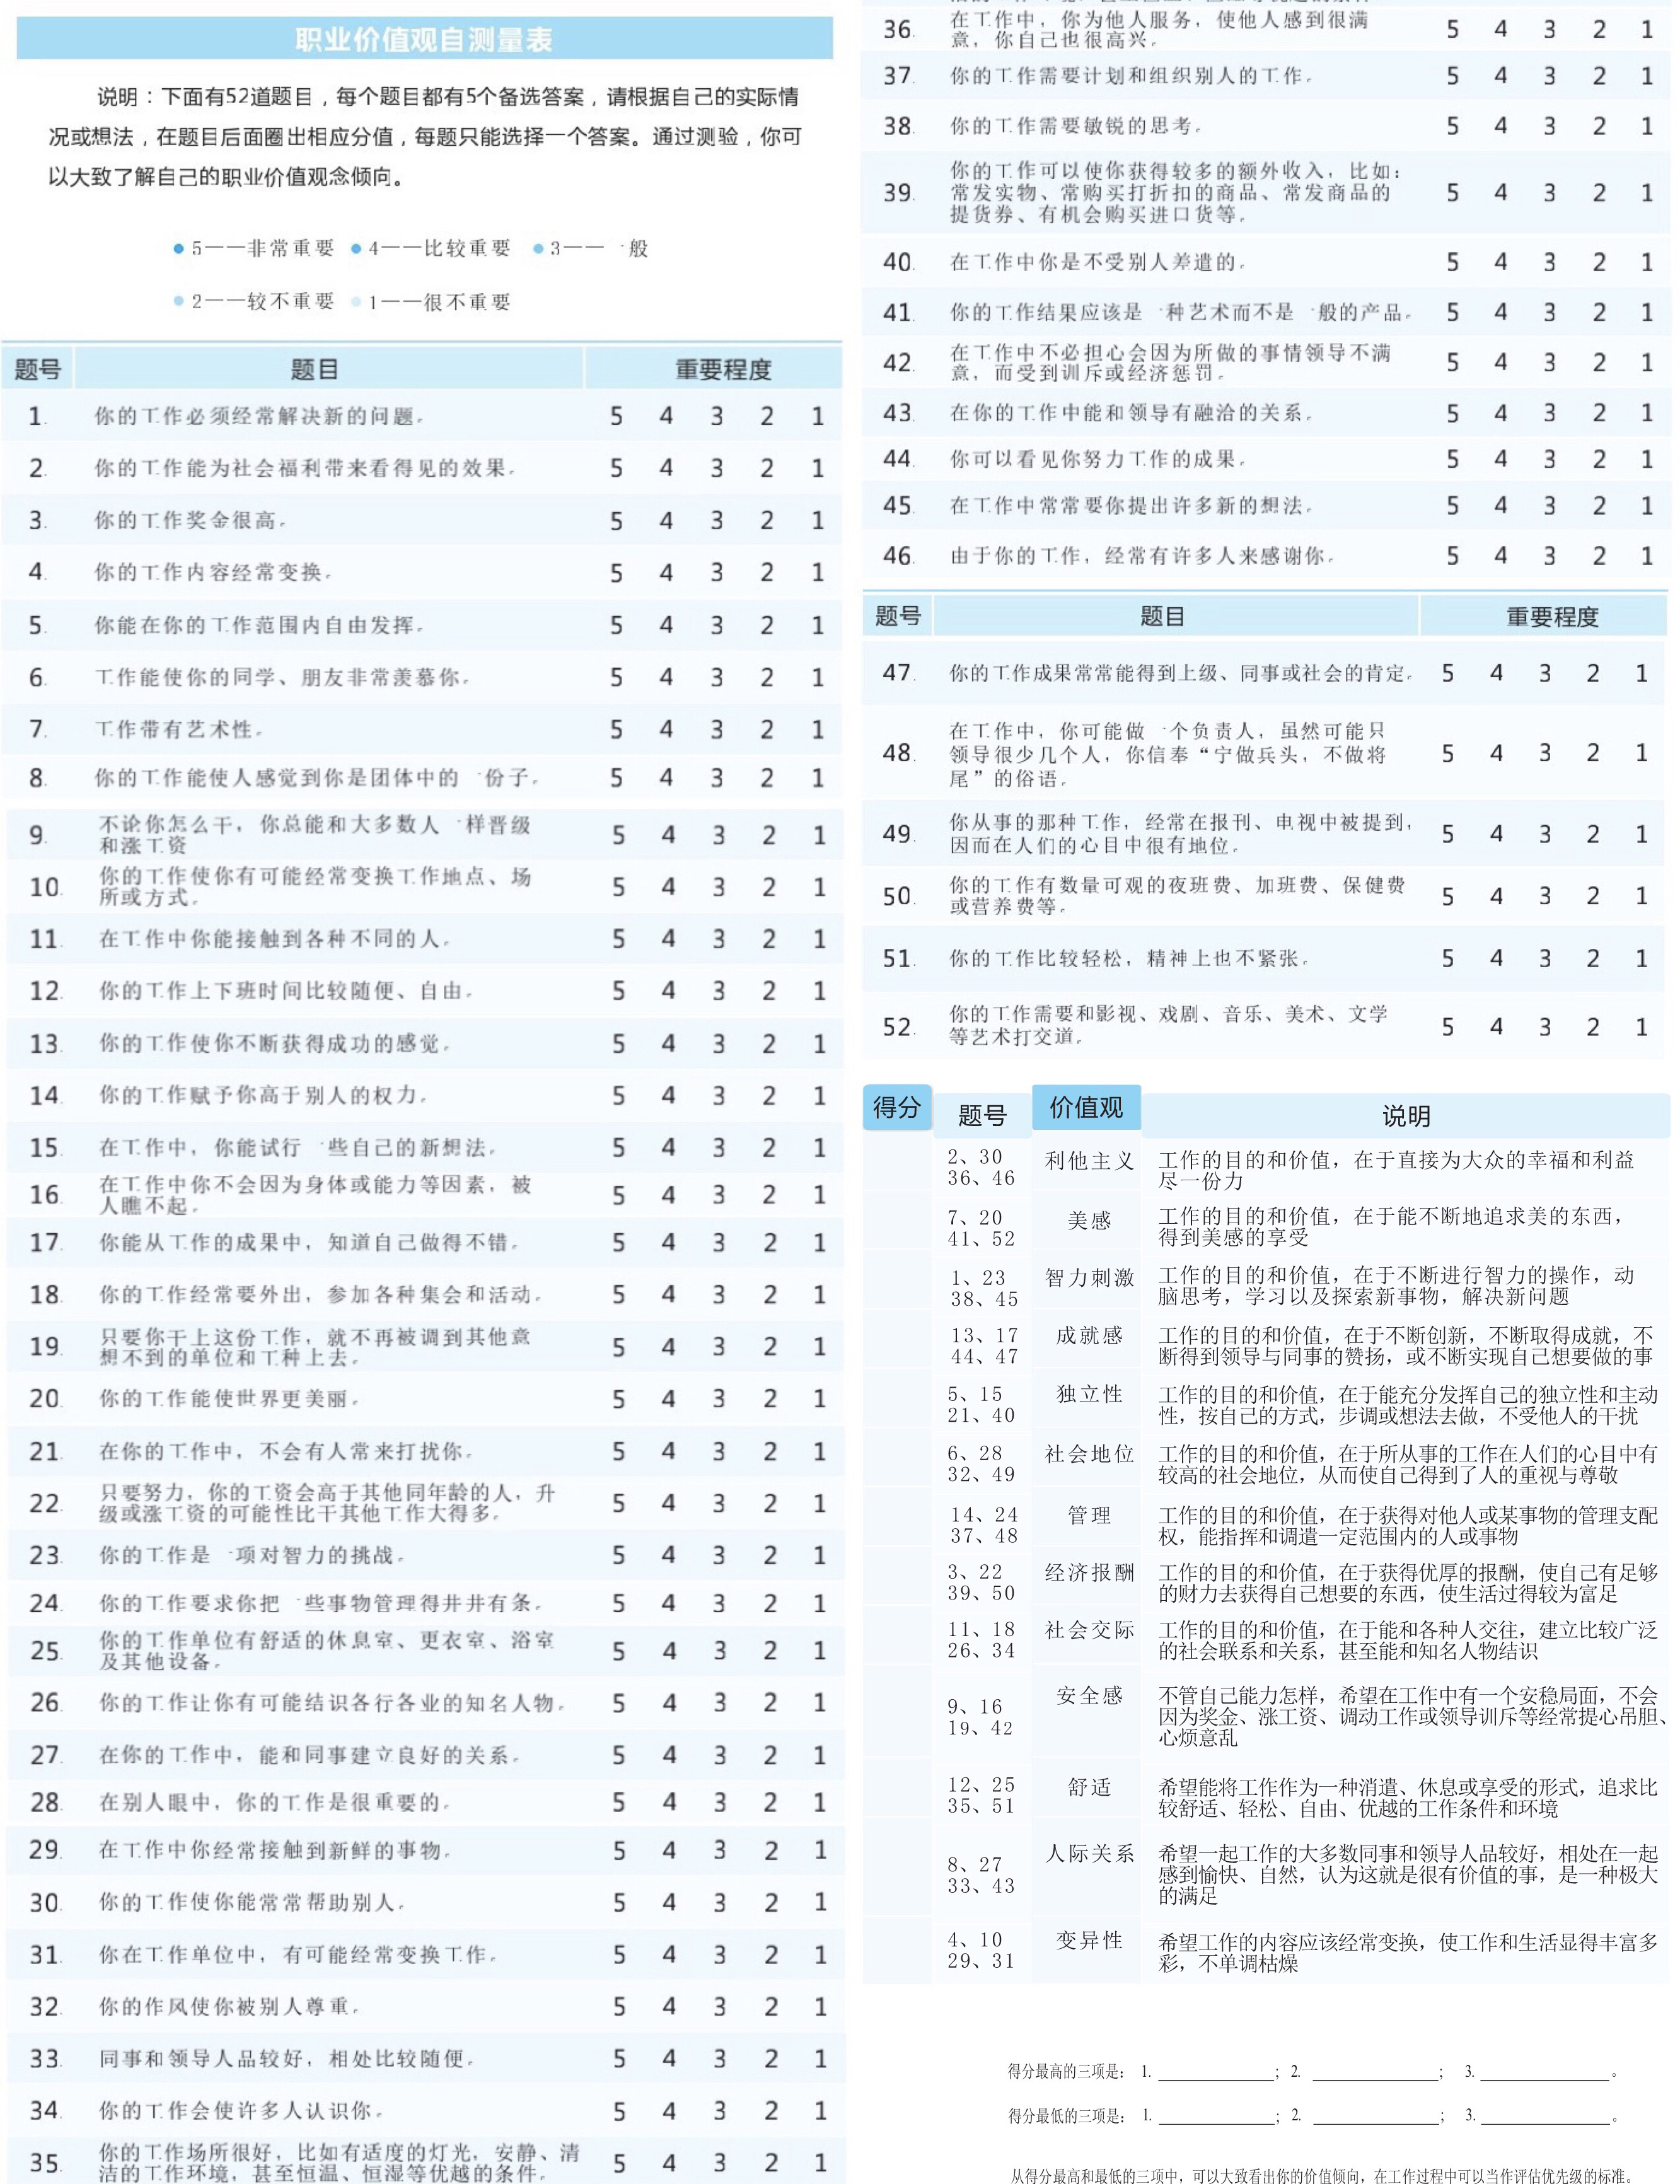 职业价值观自测量表
说明：下面有52道题目，每个题目都有5个备选答案，请根据自己的实际情
况或想法，在题目后面圈出相应分值，每题只能选择一个答案。通过测验，你可
以大致了解自己的职业价值观念倾向。
5——非常重要 4——比较重要 3——一般
2——较不重要 1——很不重要
题号 题目 重要程度
1. 你的工作必须经常解决新的问题。 5 4 3 2 1
2. 你的工作能为社会福利带来看得见的效果。 5 4 3 2 1
3. 你的工作奖金很高。 5 4 3 2 1
4. 你的工作内容经常变换。 5 4 3 2 1
5. 你能在你的工作范围内自由发挥。 5 4 3 2 1
6. 工作能使你的同学、朋友非常羡慕你。 5 4 3 2 1
7. 工作带有艺术性。 5 4 3 2 1
8. 你的工作能使人感觉到你是团体中的一份子。 5 4 3 2 1
9. 不论你怎么干，你总能和大多数人一样晋级
和涨工资 5 4 3 2 1
10. 你的工作使你有可能经常变换工作地点、场
所或方式。 5 4 3 2 1
11. 在工作中你能接触到各种不同的人。 5 4 3 2 1
12. 你的工作上下班时间比较随便、自由。 5 4 3 2 1
13. 你的工作使你不断获得成功的感觉。 5 4 3 2 1
14. 你的工作赋予你高于别人的权力。 5 4 3 2 1
15. 在工作中，你能试行一些自己的新想法。 5 4 3 2 1
16. 在工作中你不会因为身体或能力等因素，被
人瞧不起。 5 4 3 2 1
17. 你能从工作的成果中，知道自己做得不错。 5 4 3 2 1
18. 你的工作经常要外出，参加各种集会和活动。 5 4 3 2 1
19. 只要你干上这份工作，就不再被调到其他意
想不到的单位和工种上去。 5 4 3 2 1
20. 你的工作能使世界更美丽。 5 4 3 2 1
21. 在你的工作中，不会有人常来打扰你。 5 4 3 2 1
22. 只要努力，你的工资会高于其他同年龄的人，升
级或涨工资的可能性比干其他工作大得多。 5 4 3 2 1
23. 你的工作是一项对智力的挑战。 5 4 3 2 1
24. 你的工作要求你把一些事物管理得井井有条。 5 4 3 2 1
25. 你的工作单位有舒适的休息室、更衣室、浴室
及其他设备。 5 4 3 2 1
26. 你的工作让你有可能结识各行各业的知名人物。 5 4 3 2 1
27. 在你的工作中，能和同事建立良好的关系。 5 4 3 2 1
28. 在别人眼中，你的工作是很重要的。 5 4 3 2 1
29. 在工作中你经常接触到新鲜的事物。 5 4 3 2 1
30. 你的工作使你能常常帮助别人。 5 4 3 2 1
31. 你在工作单位中，有可能经常变换工作。 5 4 3 2 1
32. 你的作风使你被别人尊重。 5 4 3 2 1
33. 同事和领导人品较好，相处比较随便。 5 4 3 2 1
34. 你的工作会使许多人认识你。 5 4 3 2 1
35. 你的工作场所很好，比如有适度的灯光，安静、清
洁的工作环境，甚至恒温、恒湿等优越的条件。 5 4 3 2 1
36. 在工作中，你为他人服务，使他人感到很满
意，你自己也很高兴。 5 4 3 2 1
37. 你的工作需要计划和组织别人的工作。 5 4 3 2 1
38. 你的工作需要敏锐的思考。 5 4 3 2 1
39. 你的工作可以使你获得较多的额外收入，比如：
常发实物、常购买打折扣的商品、常发商品的
提货券、有机会购买进口货等。 5 4 3 2 1
40. 在工作中你是不受别人差遣的。 5 4 3 2 1
41. 你的工作结果应该是一种艺术而不是一般的产品。 5 4 3 2 1
42. 在工作中不必担心会因为所做的事情领导不满
意，而受到训斥或经济惩罚。 5 4 3 2 1
43. 在你的工作中能和领导有融洽的关系。 5 4 3 2 1
44. 你可以看见你努力工作的成果。 5 4 3 2 1
45. 在工作中常常要你提出许多新的想法。 5 4 3 2 1
46. 由于你的工作，经常有许多人来感谢你。 5 4 3 2 1
题号 题目 重要程度
47. 你的工作成果常常能得到上级、同事或社会的肯定。 5 4 3 2 1
48. 在工作中，你可能做一个负责人，虽然可能只
领导很少几个人，你信奉“宁做兵头，不做将
尾”的俗语。 5 4 3 2 1
49. 你从事的那种工作，经常在报刊、电视中被提到，
因而在人们的心目中很有地位。 5 4 3 2 1
50. 你的工作有数量可观的夜班费、加班费、保健费
或营养费等。 5 4 3 2 1
51. 你的工作比较轻松，精神上也不紧张。 5 4 3 2 1
52. 你的工作需要和影视、戏剧、音乐、美术、文学
等艺术打交道。 5 4 3 2 1
得分 题号 价值观 说明
2、30
36、46 利他主义 工作的目的和价值，在于直接为大众的幸福和利益
尽一份力
7、20
41、52 美感 工作的目的和价值，在于能不断地追求美的东西，
得到美感的享受
1、23
38、45 智力刺激 工作的目的和价值，在于不断进行智力的操作，动
脑思考，学习以及探索新事物，解决新问题
13、17
44、47 成就感 工作的目的和价值，在于不断创新，不断取得成就，不
断得到领导与同事的赞扬，或不断实现自己想要做的事
5、15
21、40 独立性 工作的目的和价值，在于能充分发挥自己的独立性和主动
性，按自己的方式，步调或想法去做，不受他人的干扰
6、28
32、49 社会地位 工作的目的和价值，在于所从事的工作在人们的心目中有
较高的社会地位，从而使自己得到了人的重视与尊敬
14、24
37、48 管理 工作的目的和价值，在于获得对他人或某事物的管理支配
权，能指挥和调遣一定范围内的人或事物
3、22
39、50 经济报酬 工作的目的和价值，在于获得优厚的报酬，使自己有足够
的财力去获得自己想要的东西，使生活过得较为富足
11、18
26、34 社会交际 工作的目的和价值，在于能和各种人交往，建立比较广泛
的社会联系和关系，甚至能和知名人物结识
9、16
19、42 安全感 不管自己能力怎样，希望在工作中有一个安稳局面，不会
因为奖金、涨工资、调动工作或领导训斥等经常提心吊胆、
心烦意乱
12、25
35、51 舒适 希望能将工作作为一种消遣、休息或享受的形式，追求比
较舒适、轻松、自由、优越的工作条件和环境
8、27
33、43 人际关系 希望一起工作的大多数同事和领导人品较好，相处在一起
感到愉快、自然，认为这就是很有价值的事，是一种极大
的满足
4、10
29、31 变异性 希望工作的内容应该经常变换，使工作和生活显得丰富多
彩，不单调枯燥
得分最高的三项是： 1. ； 2. ； 3. 。
得分最低的三项是： 1. ； 2. ； 3. 。
从得分最高和最低的三项中，可以大致看出你的价值倾向，在工作过程中可以当作评估优先级的标准。